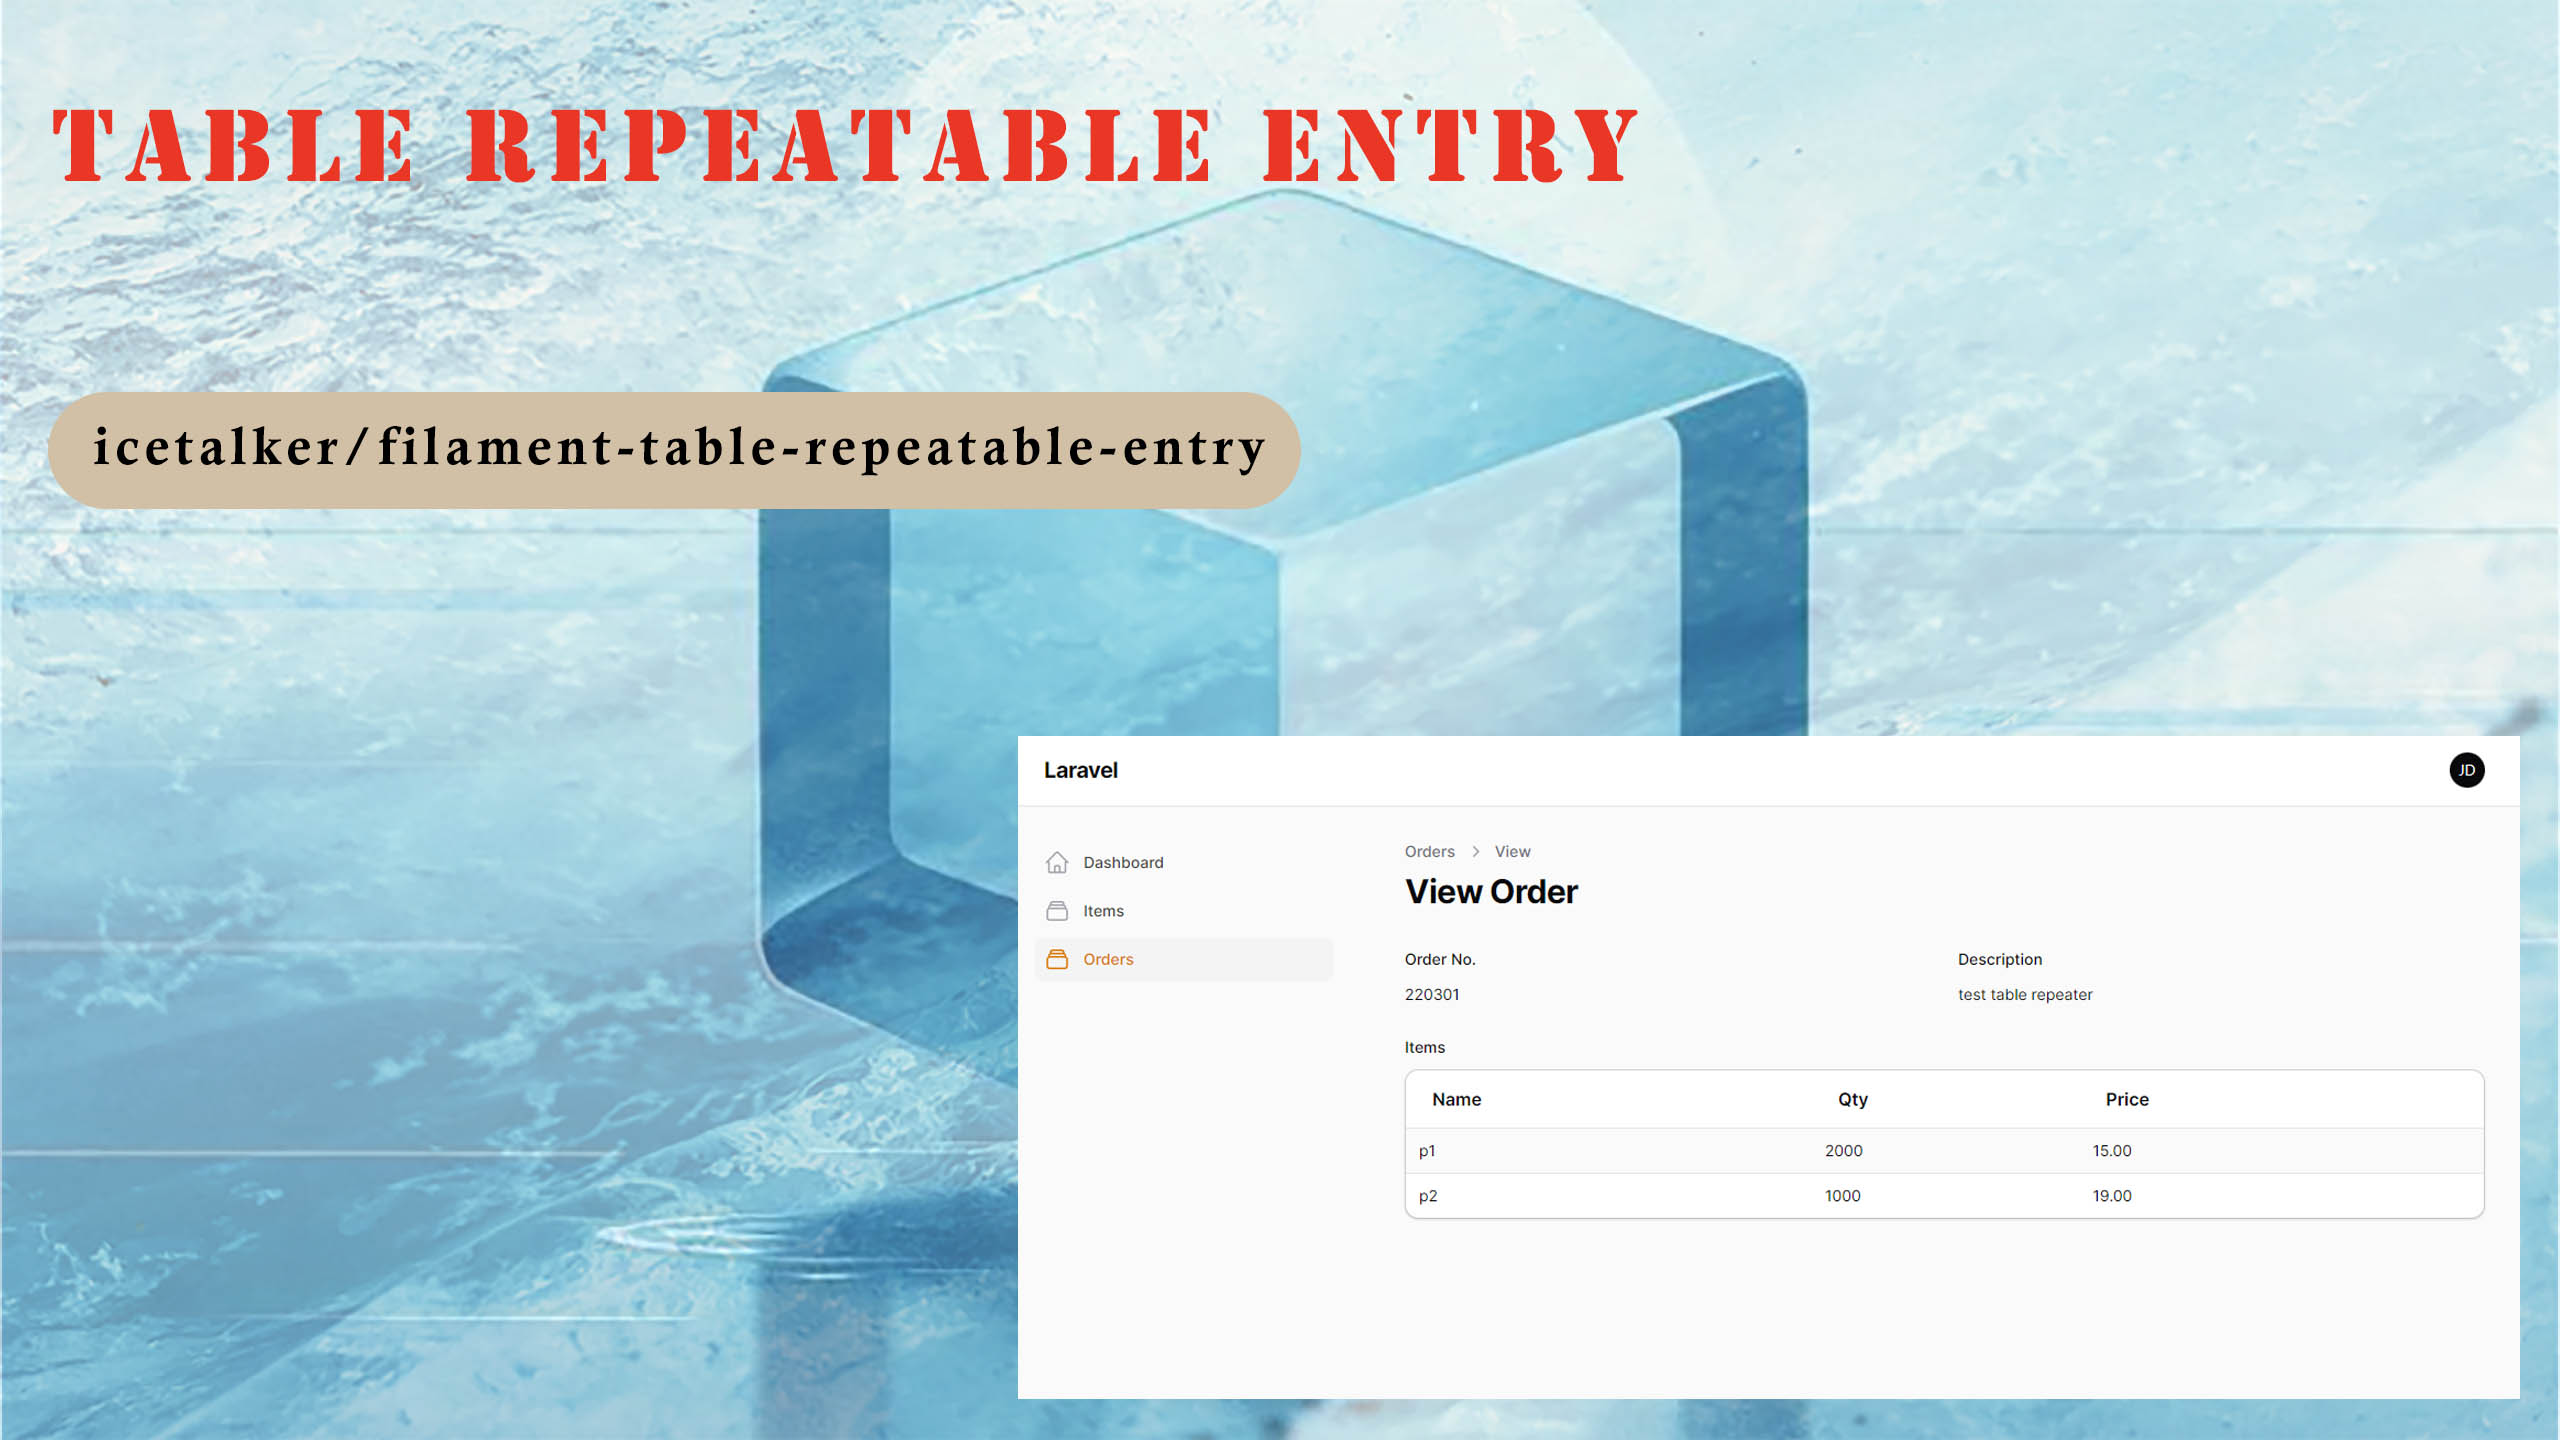 TABLE REPEATABLE ENTRY
icetalker/filament-table-repeatable-entry
Laravel
JD
Dashboard
Items
Orders
Orders > View
View Order
Order No. Description
220301 test table repeater
Items
Name Qty Price
p1 2000 15.00
p2 1000 19.00